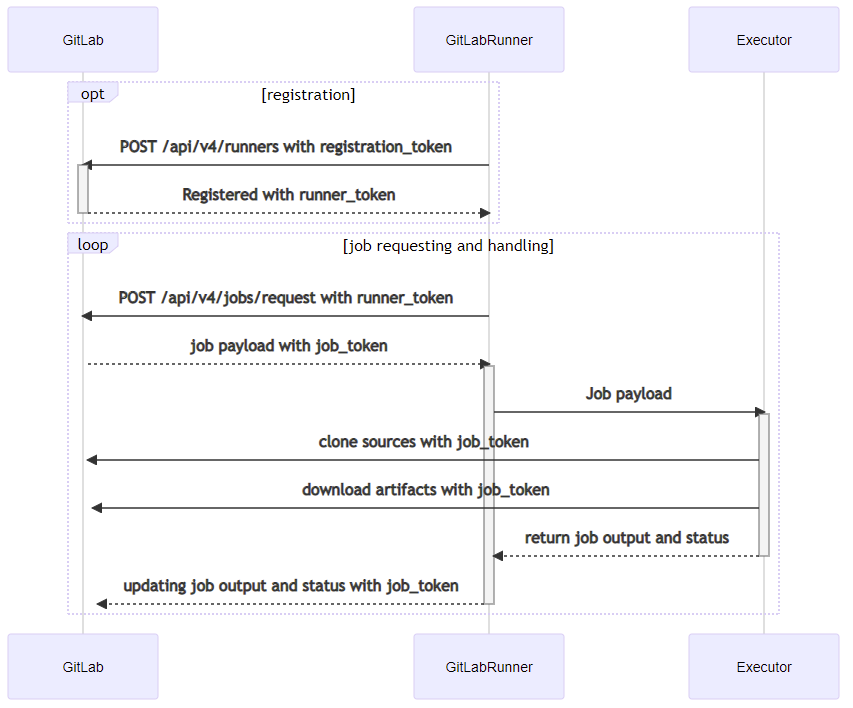 GitLab
GitLabRunner
Executor
opt
[registration]
POST /api/v4/runners with registration_token
Registered with runner_token
loop
[job requesting and handling]
POST /api/v4/jobs/request with runner_token
job payload with job_token
Job payload
clone sources with job_token
download artifacts with job_token
return job output and status
updating job output and status with job_token
GitLab
GitLabRunner
Executor